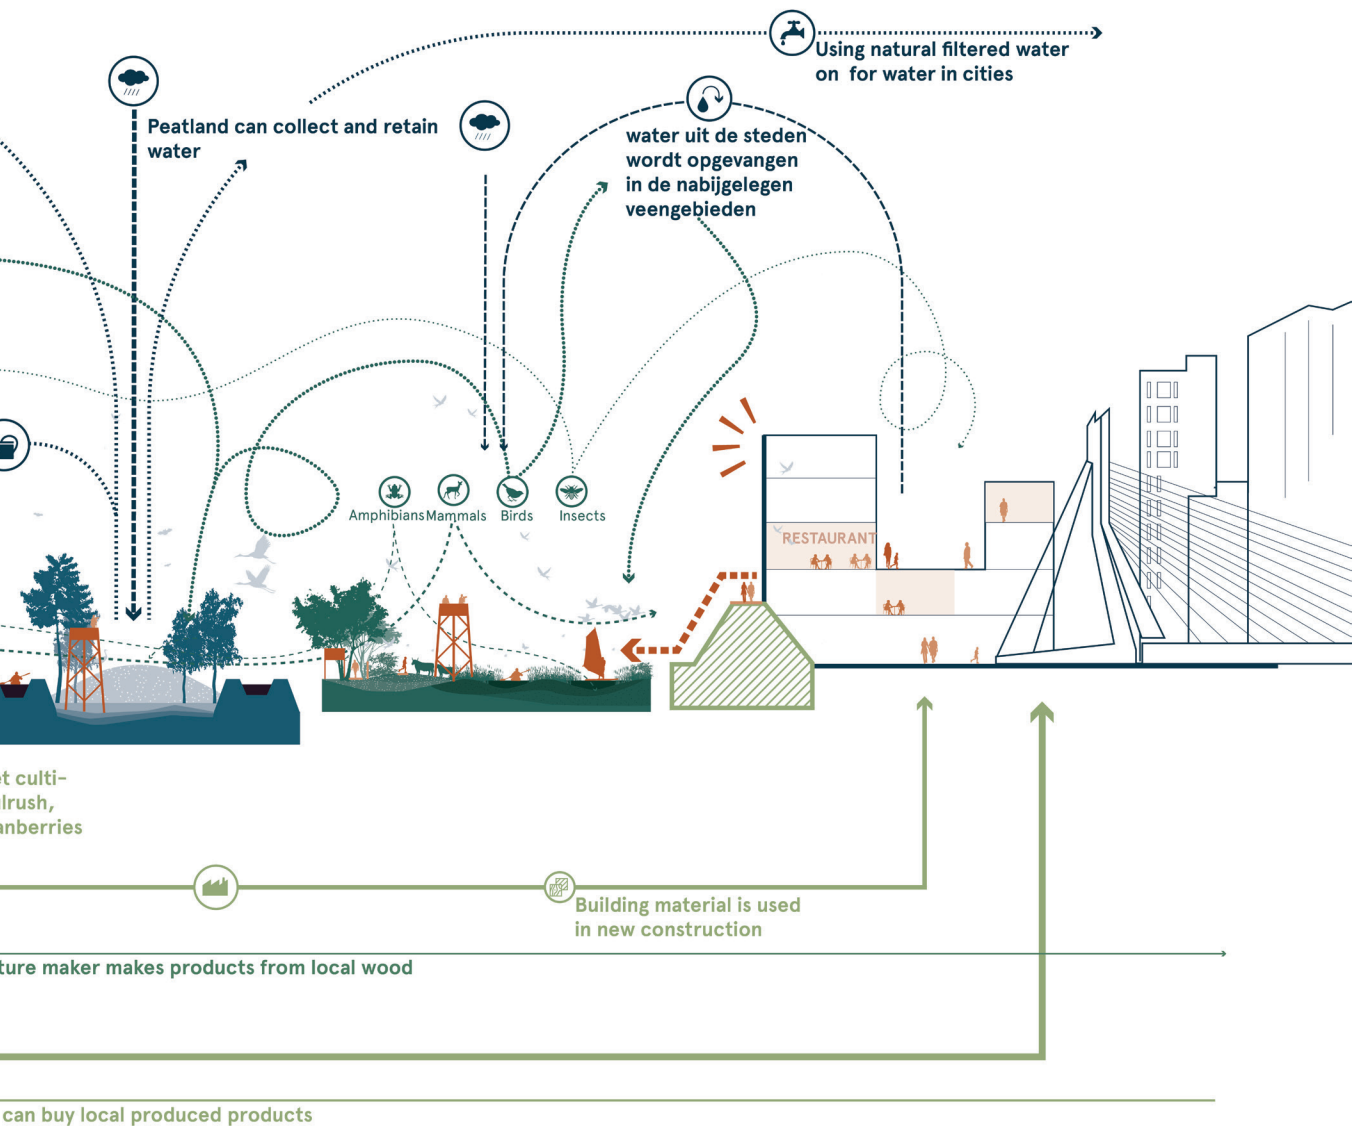 Using natural filtered water
on for water in cities
Peatland can collect and retain
water
water uit de steden
wordt opgevangen
in de nabijgelegen
veengebieden
Amphibians Mammals Birds Insects
RESTAURANT
et culti-
lrush,
anberries
Building material is used
in new construction
ture maker makes products from local wood
can buy local produced products